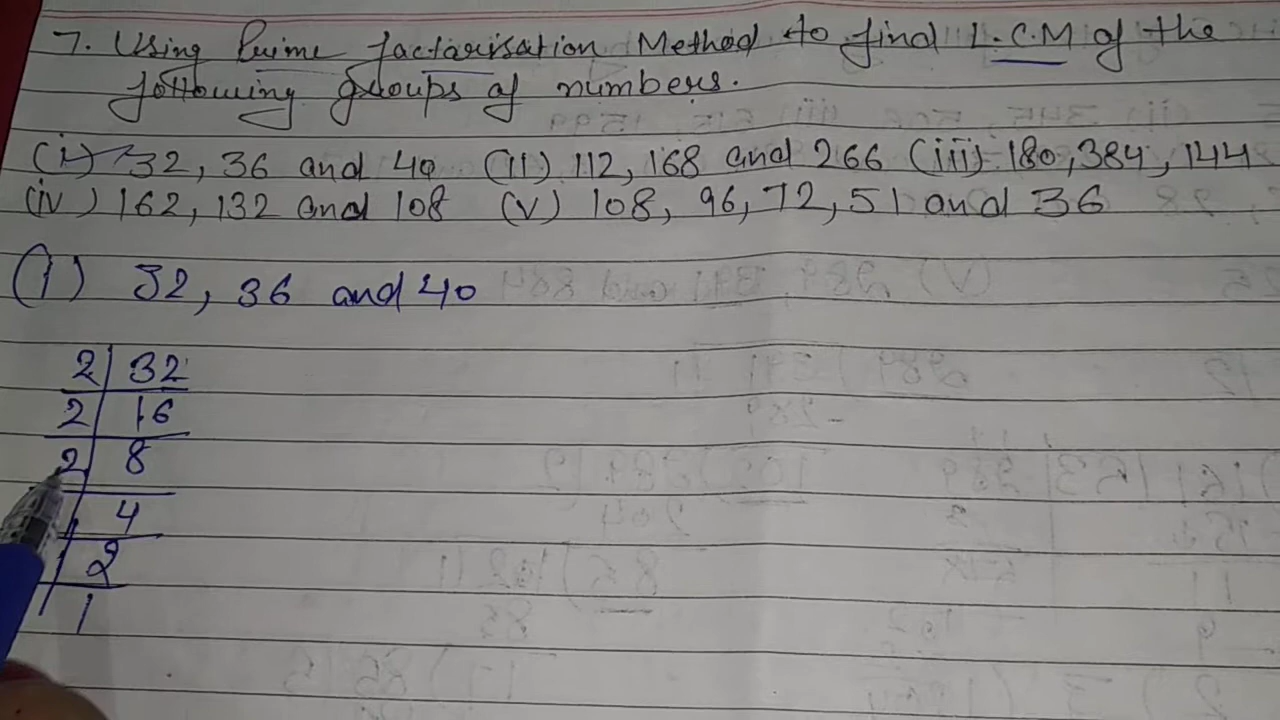 7. Using Prime factorisation Method to find L.C.M of the
following groups of numbers.
(i) 32, 36 and 40 (II) 112, 168 and 266 (iii) 180, 384, 144
(iv) 162, 132 and 108 (v) 108, 96, 72, 51 and 36
(1) 32, 36 and 40
2 | 32
2 | 16
2 | 8
4
2
1